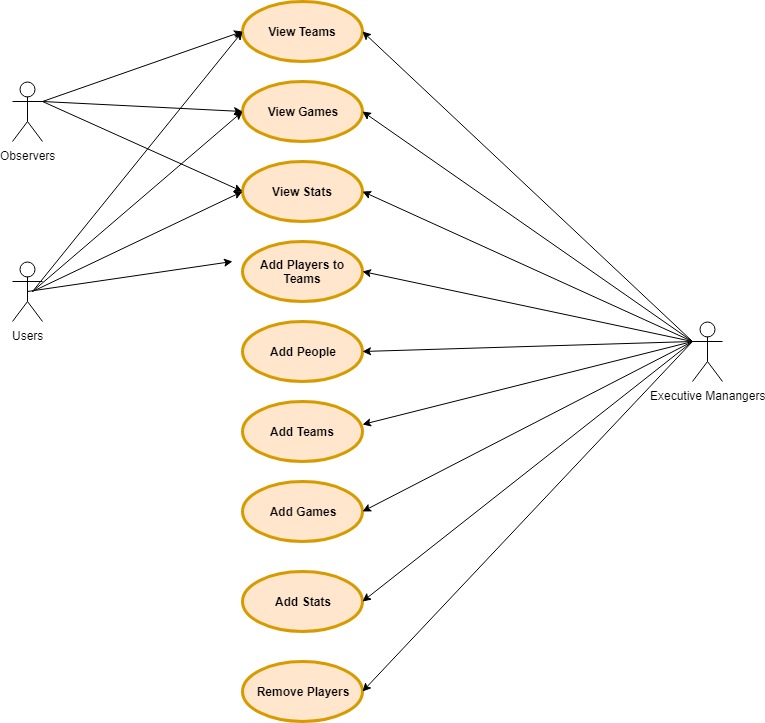 View Teams
View Games
Observers
View Stats
Add Players to
Teams
Users
Add People
Executive Manangers
Add Teams
Add Games
Add Stats
Remove Players